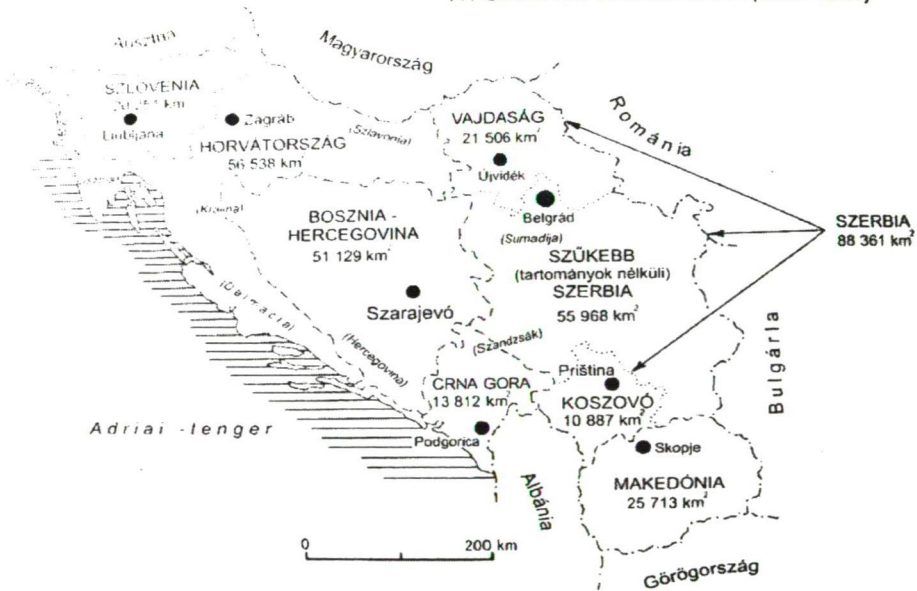 Ausztria
Magyarország
SZLOVÉNIA
km²
Ljubljana
Zagráb
HORVÁTORSZÁG
56 538 km²
(Szlavonia)
VAJDASÁG
21 506 km²
Újvidék
Románia
Belgrád
(Sumadija)
SZERBIA
88 361 km²
(Krajina)
BOSZNIA -
HERCEGOVINA
51 129 km²
Szarajevó
SZŰKEBB
(tartományok nélküli)
SZERBIA
55 968 km²
(Dalmácia)
(Hercegovina)
(Szandzsák)
Bulgária
CRNA GORA
13 812 km²
Podgorica
Priština
KOSZOVÓ
10 887 km²
Adriai -tenger
Albánia
Skopje
MAKEDÓNIA
25 713 km²
0 200 km
Görögország